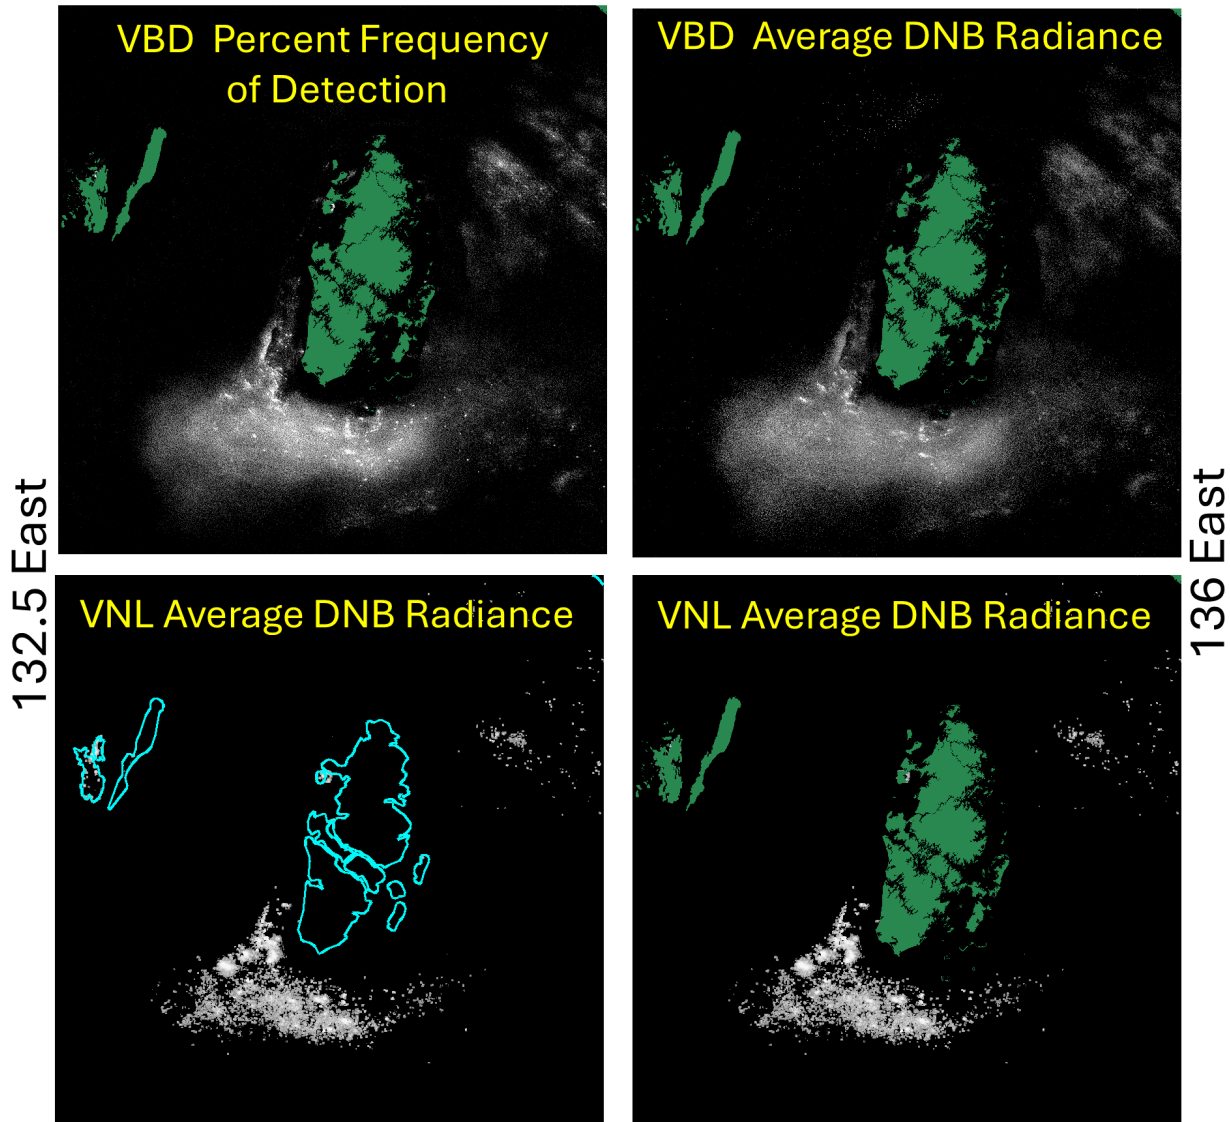 VBD Percent Frequency
of Detection
VBD Average DNB Radiance
132.5 East
136 East
VNL Average DNB Radiance
VNL Average DNB Radiance